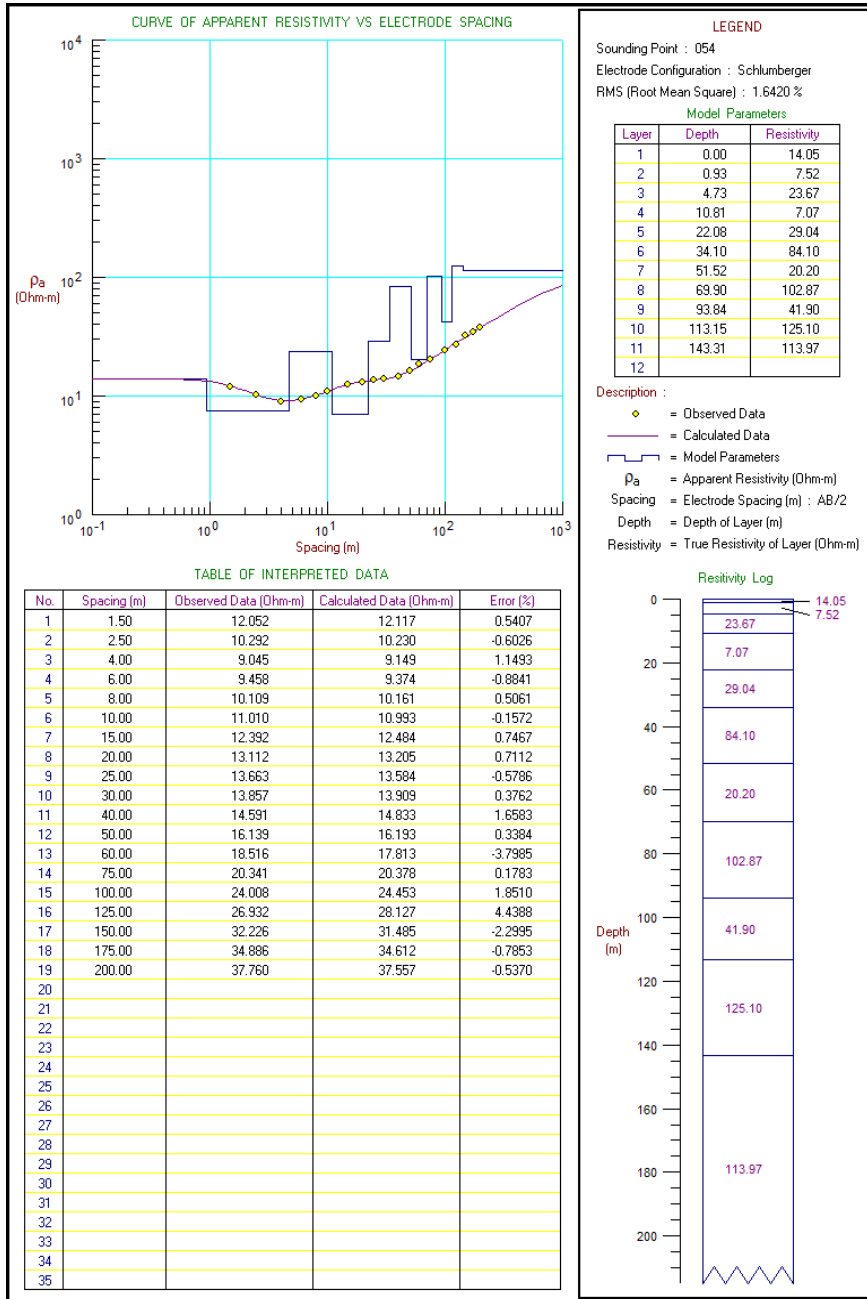 CURVE OF APPARENT RESISTIVITY VS ELECTRODE SPACING
10^4
10^3
ρa
(Ohm-m)
10^2
10^1
10^0
10^-1 10^0 10^1 10^2 10^3
Spacing (m)
TABLE OF INTERPRETED DATA
No. Spacing (m) Observed Data (Ohm-m) Calculated Data (Ohm-m) Error (%)
1 1.50 12.052 12.117 0.5407
2 2.50 10.292 10.230 -0.6026
3 4.00 9.045 9.149 1.1493
4 6.00 9.458 9.374 -0.8841
5 8.00 10.109 10.161 0.5061
6 10.00 11.010 10.993 -0.1572
7 15.00 12.392 12.484 0.7467
8 20.00 13.112 13.205 0.7112
9 25.00 13.663 13.584 -0.5786
10 30.00 13.857 13.909 0.3762
11 40.00 14.591 14.833 1.6583
12 50.00 16.139 16.193 0.3384
13 60.00 18.516 17.813 -3.7985
14 75.00 20.341 20.378 0.1783
15 100.00 24.008 24.453 1.8510
16 125.00 26.932 28.127 4.4388
17 150.00 32.226 31.485 -2.2995
18 175.00 34.886 34.612 -0.7853
19 200.00 37.760 37.557 -0.5370
20
21
22
23
24
25
26
27
28
29
30
31
32
33
34
35
LEGEND
Sounding Point : 054
Electrode Configuration : Schlumberger
RMS (Root Mean Square) : 1.6420 %
Model Parameters
Layer Depth Resistivity
1 0.00 14.05
2 0.93 7.52
3 4.73 23.67
4 10.81 7.07
5 22.08 29.04
6 34.10 84.10
7 51.52 20.20
8 69.90 102.87
9 93.84 41.90
10 113.15 125.10
11 143.31 113.97
12
Description :
= Observed Data
= Calculated Data
= Model Parameters
ρa = Apparent Resistivity (Ohm-m)
Spacing = Electrode Spacing (m) : AB/2
Depth = Depth of Layer (m)
Resistivity = True Resistivity of Layer (Ohm-m)
Resitivity Log
0
20
40
60
80
100
Depth
(m)
120
140
160
180
200
14.05
7.52
23.67
7.07
29.04
84.10
20.20
102.87
41.90
125.10
113.97